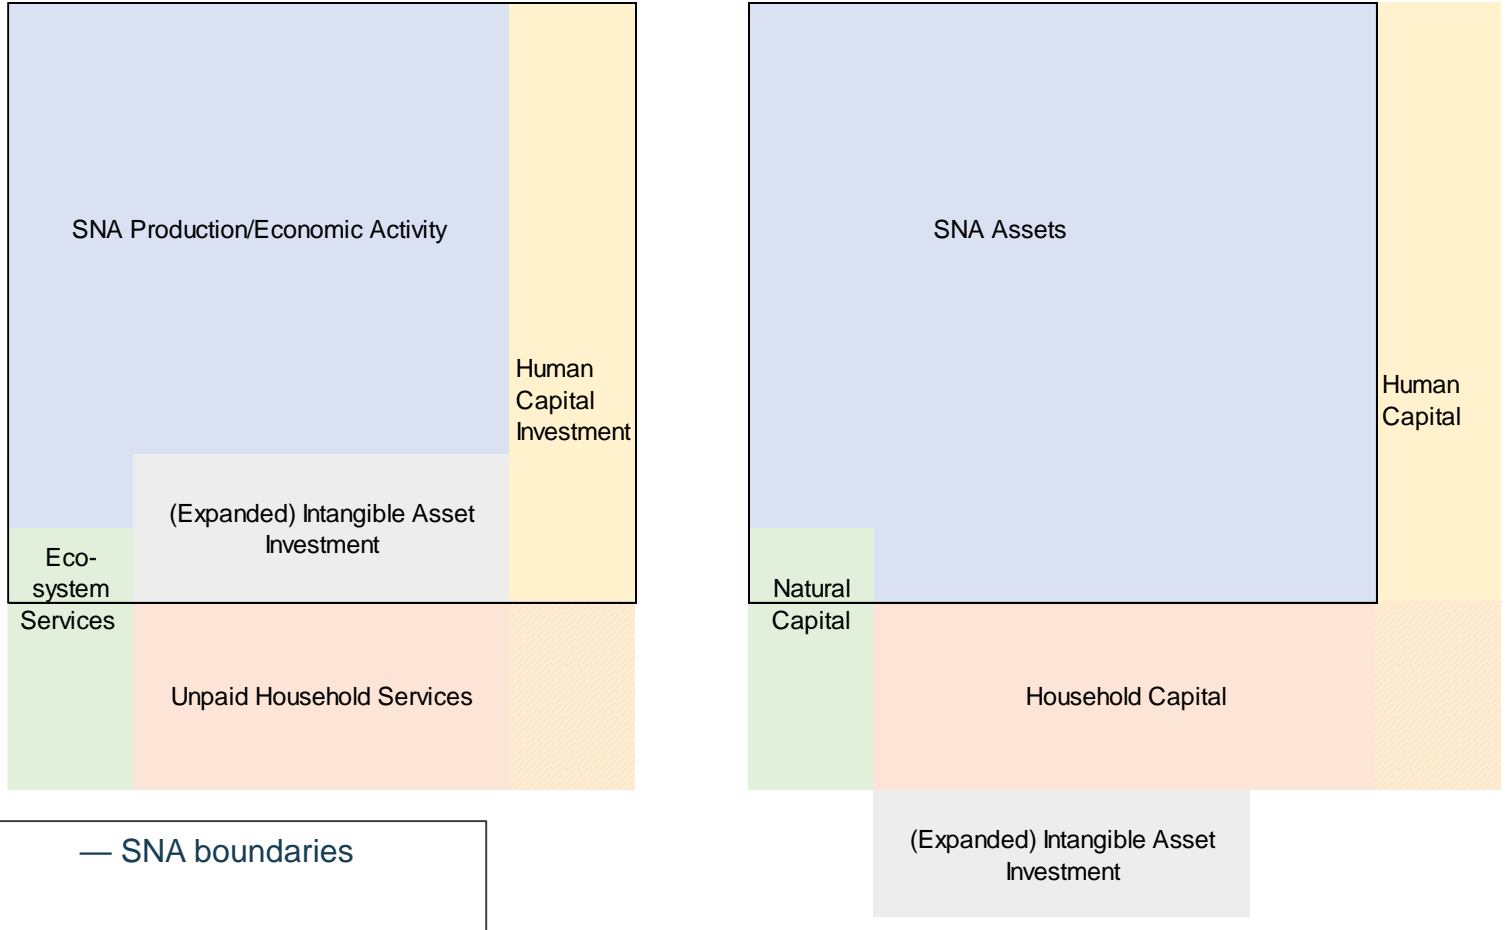 SNA Production/Economic Activity
Human
Capital
Investment
(Expanded) Intangible Asset
Investment
Eco-
system
Services
Unpaid Household Services
— SNA boundaries
SNA Assets
Human
Capital
Natural
Capital
Household Capital
(Expanded) Intangible Asset
Investment